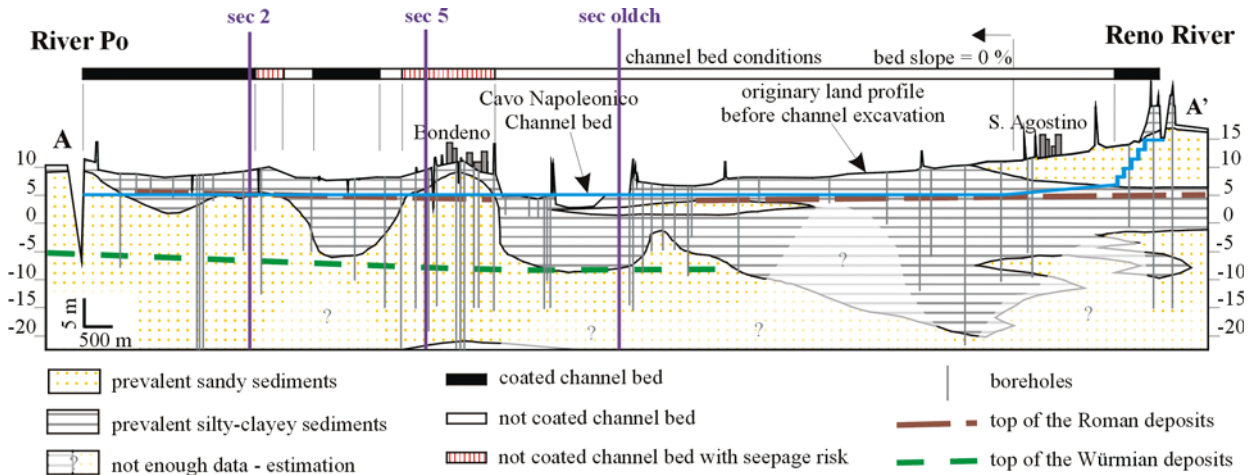 sec 2
sec 5
sec oldch
River Po
Reno River
channel bed conditions
bed slope = 0 %
Cavo Napoleonico
Channel bed
originary land profile
before channel excavation
Bondeno
S. Agostino
A
A'
10
5
0
-5
-10
-15
-20
15
10
5
0
-5
-10
-15
-20
5 m
500 m
?
?
?
?
?
?
prevalent sandy sediments
prevalent silty-clayey sediments
? not enough data - estimation
coated channel bed
not coated channel bed
not coated channel bed with seepage risk
boreholes
top of the Roman deposits
top of the Würmian deposits